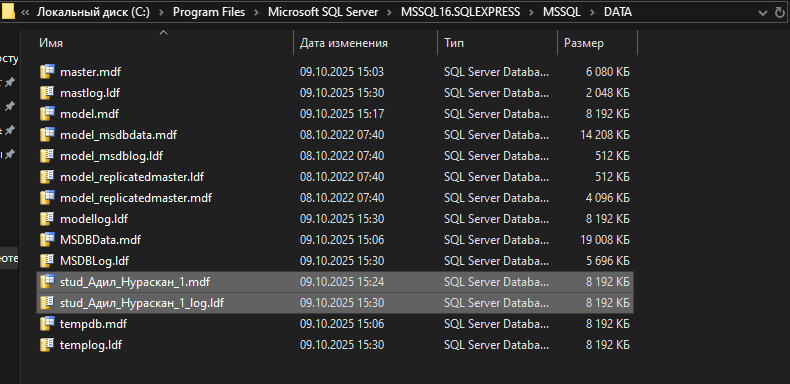 « Локальный диск (C:) > Program Files > Microsoft SQL Server > MSSQL16.SQLEXPRESS > MSSQL > DATA
Имя Дата изменения Тип Размер
master.mdf 09.10.2025 15:03 SQL Server Databa... 6 080 КБ
mastlog.ldf 09.10.2025 15:30 SQL Server Databa... 2 048 КБ
model.mdf 09.10.2025 15:17 SQL Server Databa... 8 192 КБ
model_msdbdata.mdf 08.10.2022 07:40 SQL Server Databa... 14 208 КБ
model_msdblog.ldf 08.10.2022 07:40 SQL Server Databa... 512 КБ
model_replicatedmaster.ldf 08.10.2022 07:40 SQL Server Databa... 512 КБ
model_replicatedmaster.mdf 08.10.2022 07:40 SQL Server Databa... 4 096 КБ
modellog.ldf 09.10.2025 15:30 SQL Server Databa... 8 192 КБ
MSDBData.mdf 09.10.2025 15:06 SQL Server Databa... 19 008 КБ
MSDBLog.ldf 09.10.2025 15:30 SQL Server Databa... 5 696 КБ
stud_Адил_Нураскан_1.mdf 09.10.2025 15:24 SQL Server Databa... 8 192 КБ
stud_Адил_Нураскан_1_log.ldf 09.10.2025 15:30 SQL Server Databa... 8 192 КБ
tempdb.mdf 09.10.2025 15:06 SQL Server Databa... 8 192 КБ
templog.ldf 09.10.2025 15:30 SQL Server Databa... 8 192 КБ